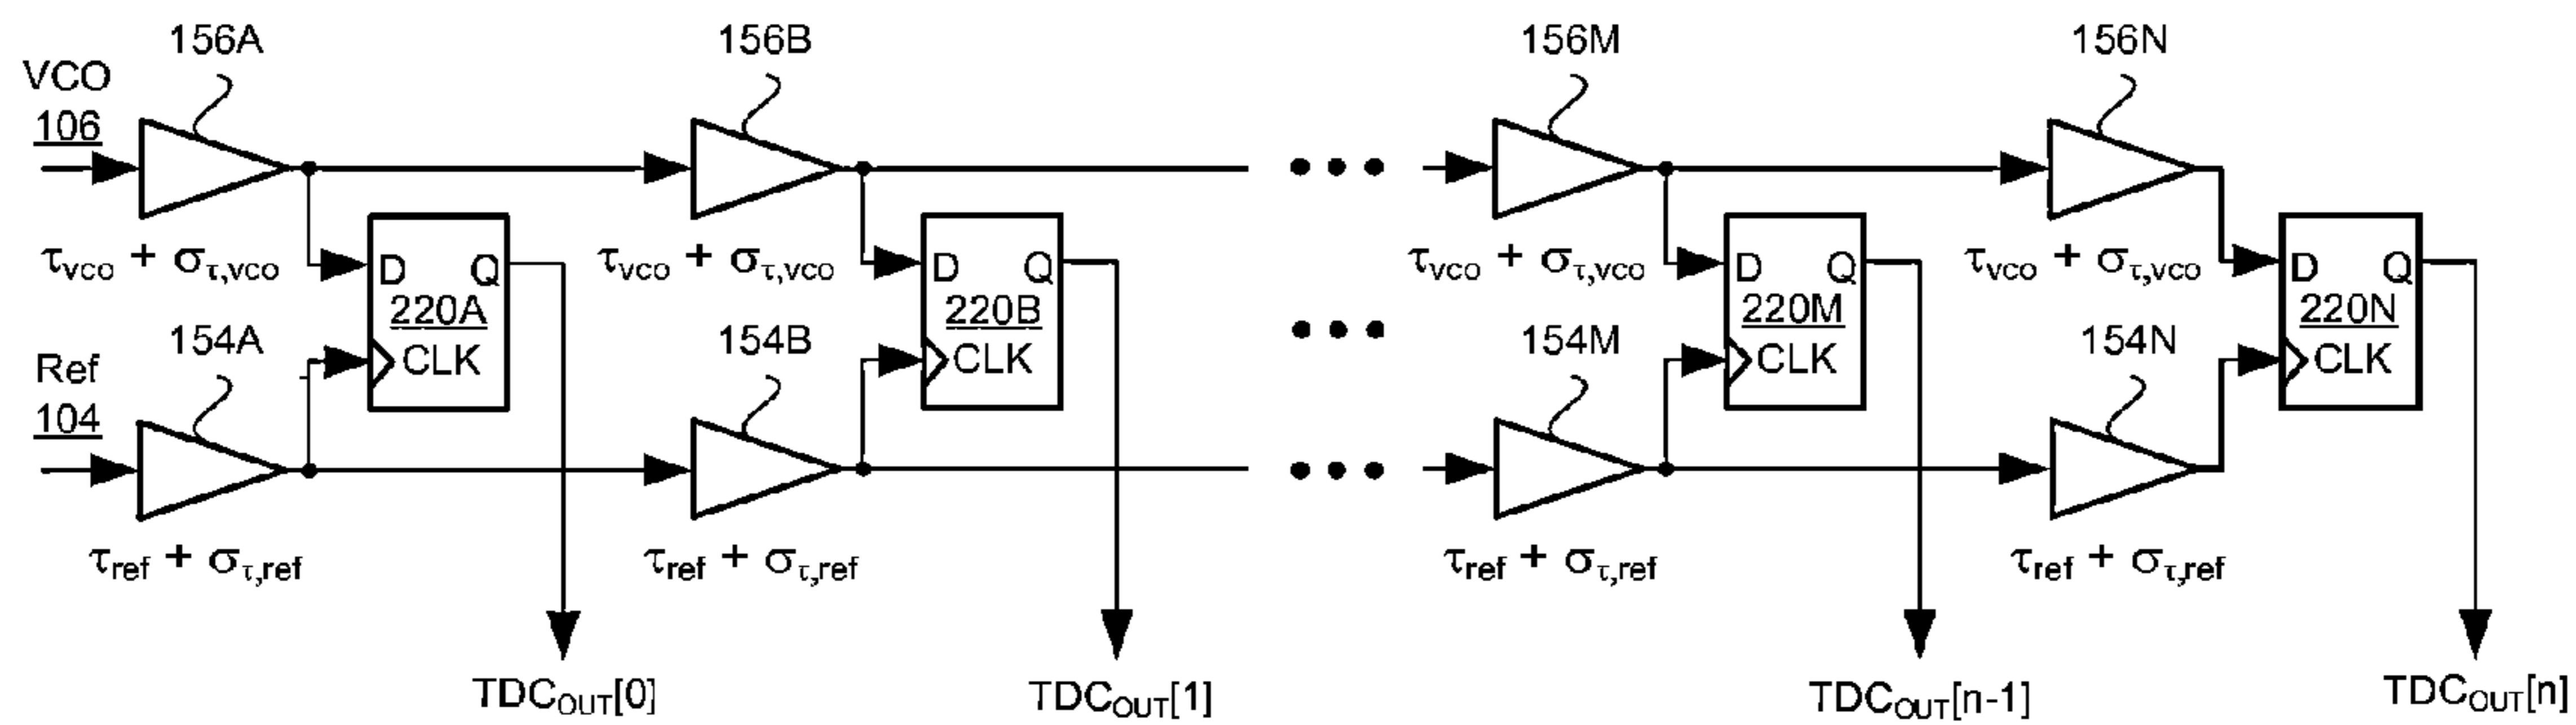 156A 156B 156M 156N
VCO
106
τvco + στ,vco τvco + στ,vco τvco + στ,vco τvco + στ,vco
D Q D Q D Q D Q
220A 220B 220M 220N
CLK CLK CLK CLK
154A 154B 154M 154N
Ref
104
τref + στ,ref τref + στ,ref τref + στ,ref τref + στ,ref
TDCOUT[0] TDCOUT[1] TDCOUT[n-1] TDCOUT[n]